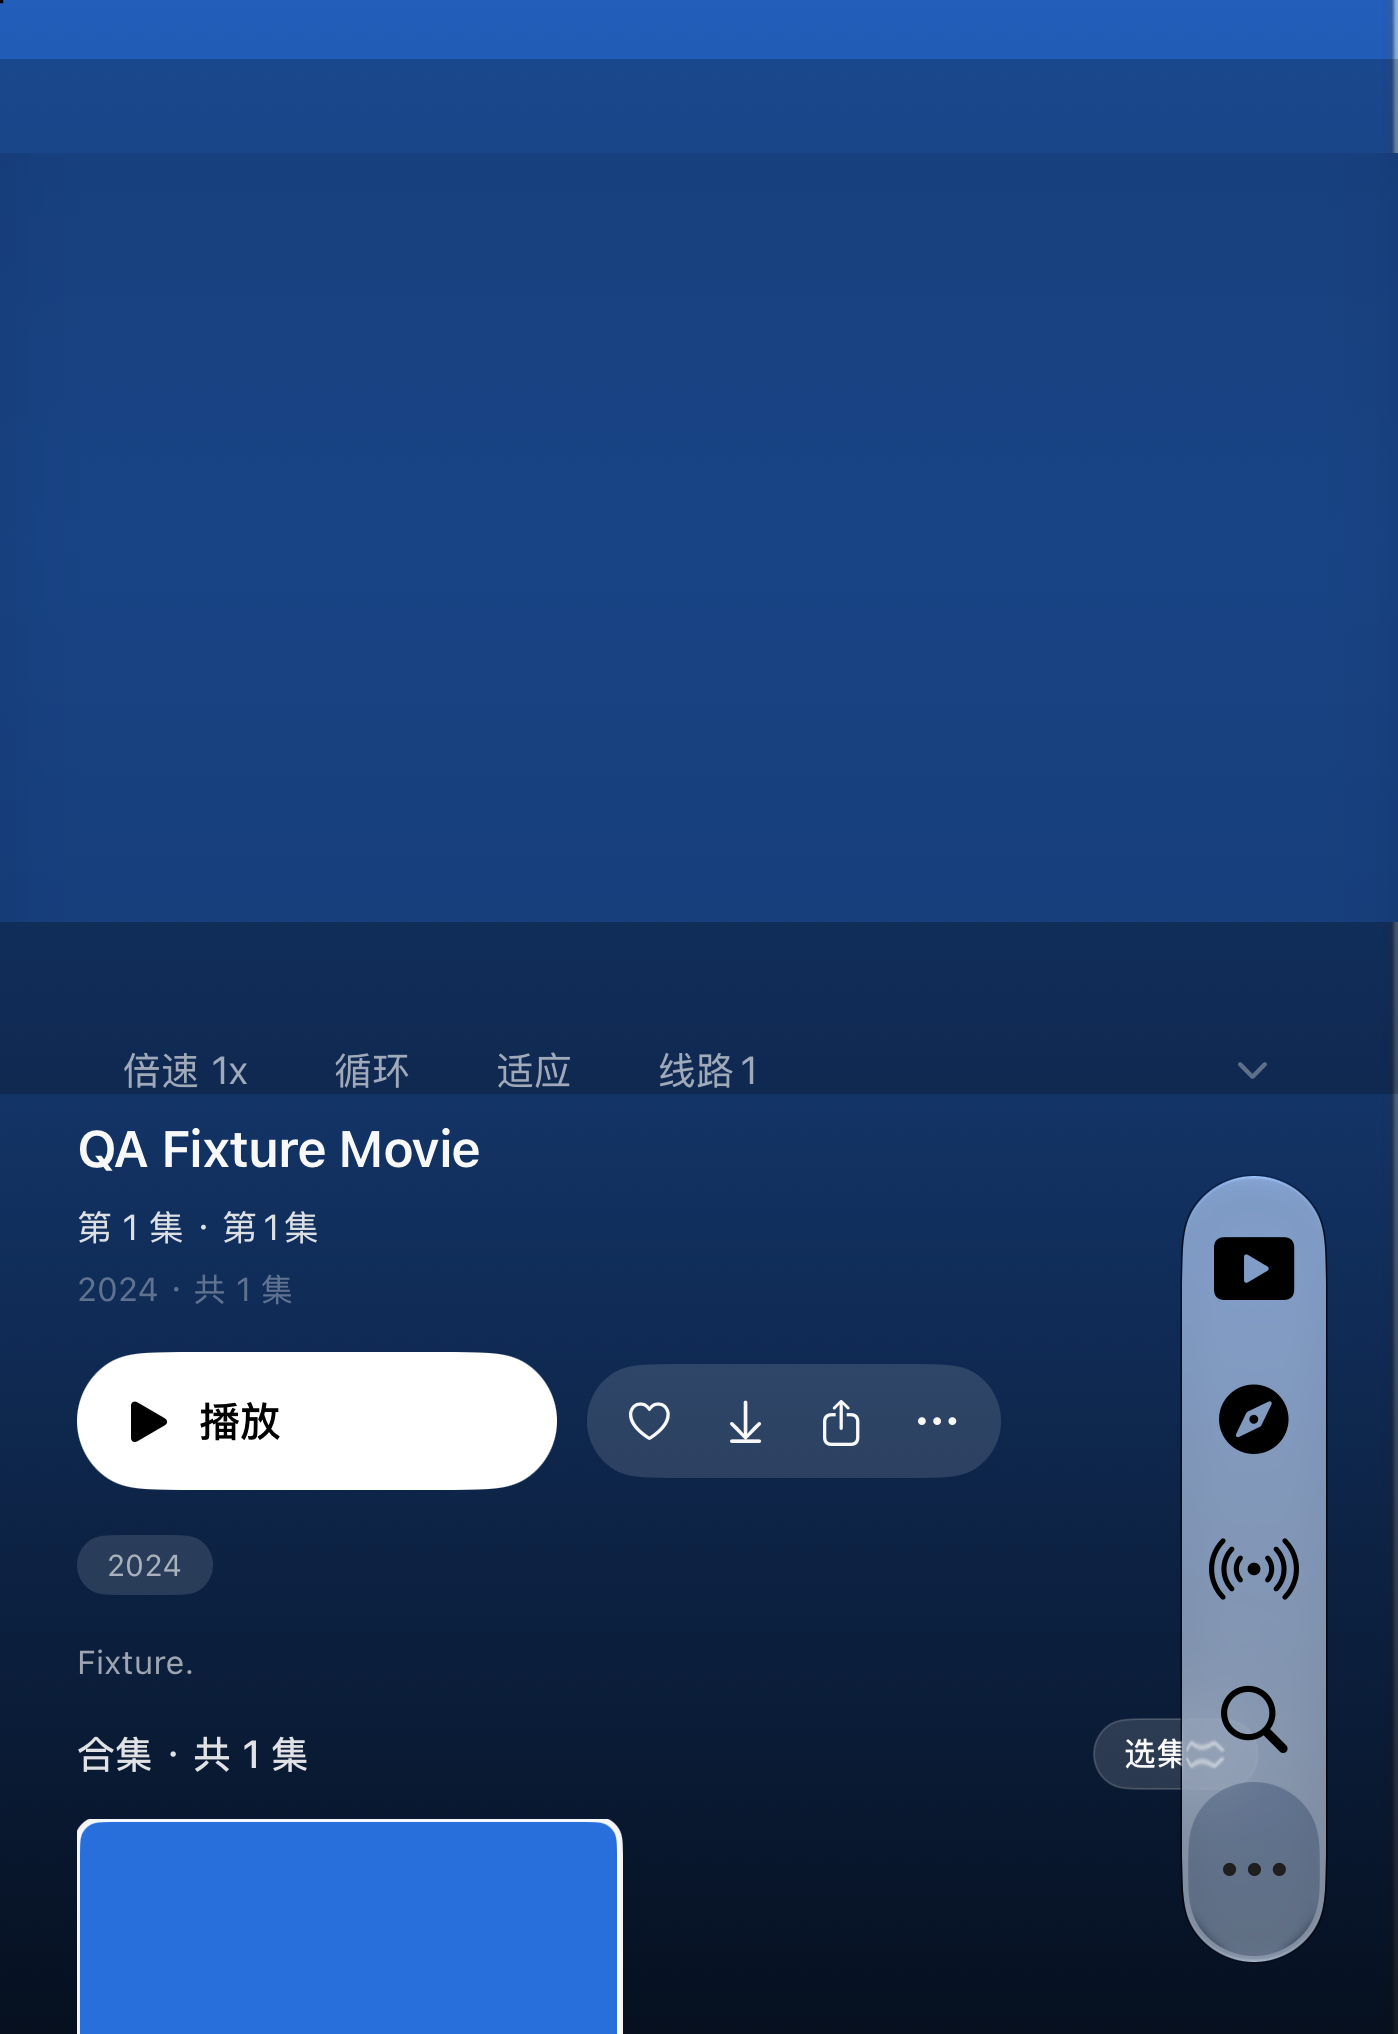 倍速 1x 循环 适应 线路1
QA Fixture Movie
第 1 集 · 第1集
2024 · 共 1 集
播放
2024
Fixture.
合集 · 共 1 集
选集